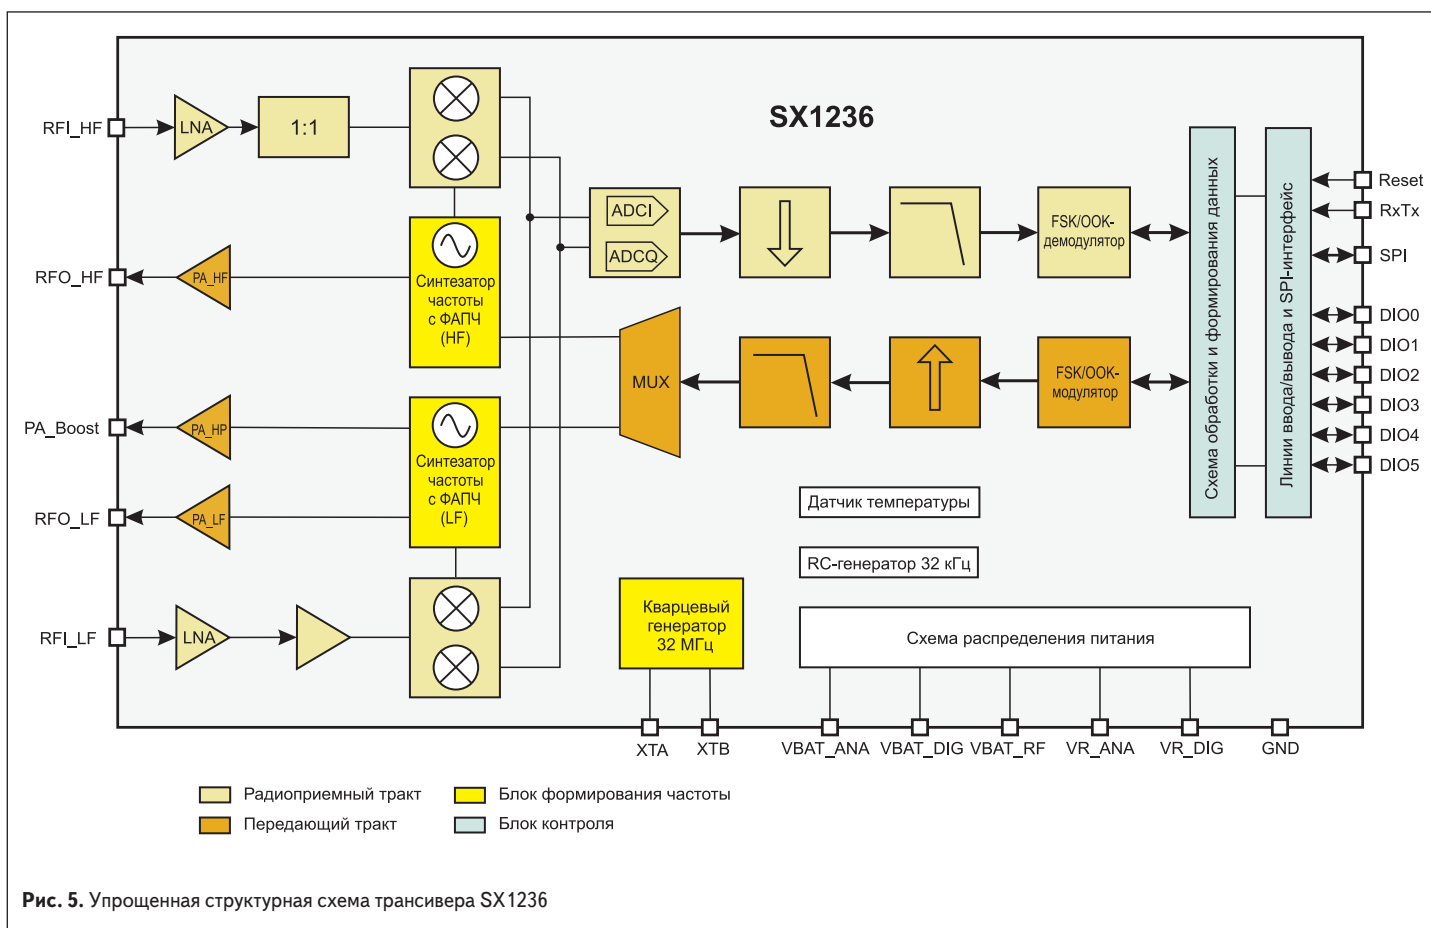 SX1236
RFI_HF
LNA
1:1
RFO_HF
PA_HF
Синтезатор
частоты
с ФАПЧ
(HF)
ADCI
ADCQ
FSK/OOK-
демодулятор
MUX
FSK/OOK-
модулятор
Схема обработки и формирования данных
Линии ввода/вывода и SPI-интерфейс
Reset
RxTx
SPI
DIO0
DIO1
DIO2
DIO3
DIO4
DIO5
PA_Boost
PA_HP
Синтезатор
частоты
с ФАПЧ
(LF)
RFO_LF
PA_LF
RFI_LF
LNA
Датчик температуры
RC-генератор 32 кГц
Кварцевый
генератор
32 МГц
Схема распределения питания
XTA
XTB
VBAT_ANA
VBAT_DIG
VBAT_RF
VR_ANA
VR_DIG
GND
Радиоприемный тракт
Блок формирования частоты
Передающий тракт
Блок контроля
Рис. 5. Упрощенная структурная схема трансивера SX1236